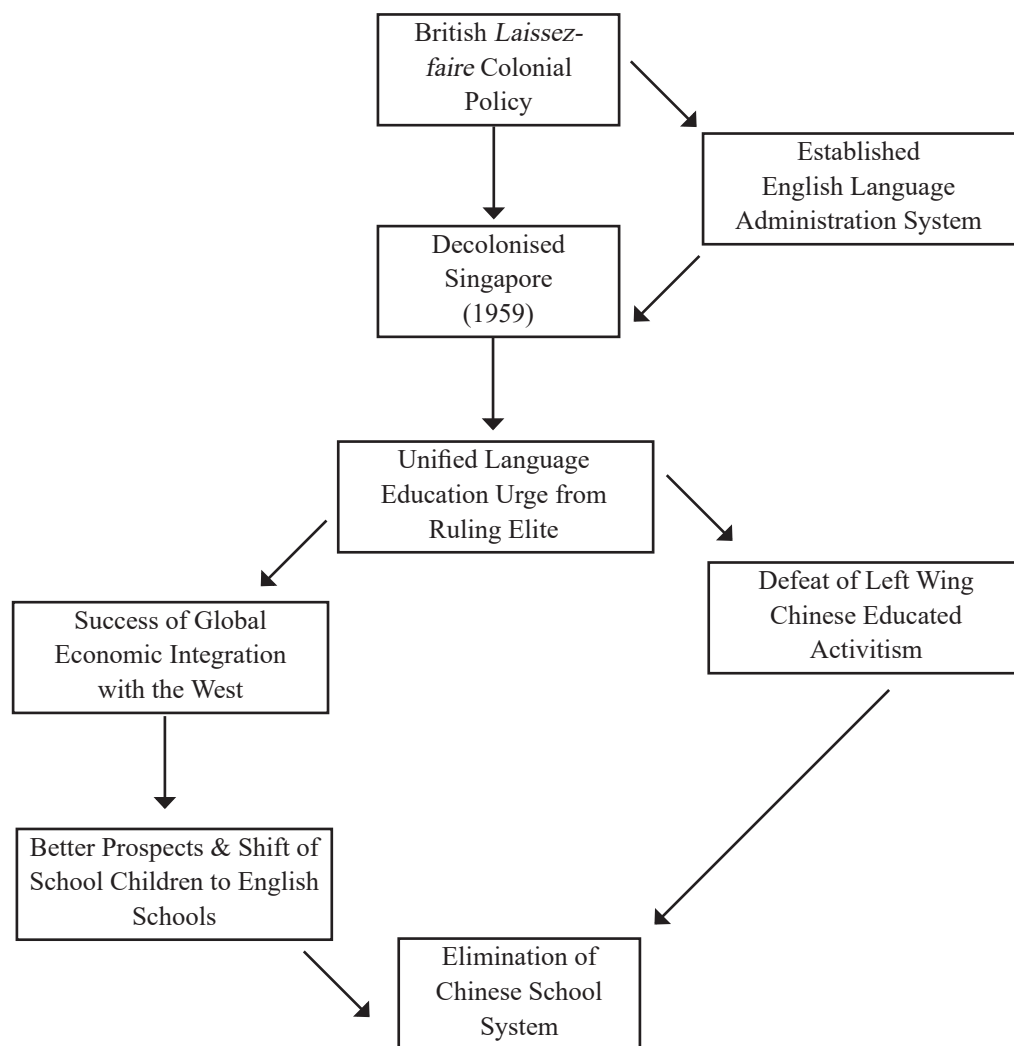 British Laissez-
faire Colonial
Policy
Established
English Language
Administration System
Decolonised
Singapore
(1959)
Unified Language
Education Urge from
Ruling Elite
Defeat of Left Wing
Chinese Educated
Activitism
Success of Global
Economic Integration
with the West
Better Prospects & Shift of
School Children to English
Schools
Elimination of
Chinese School
System